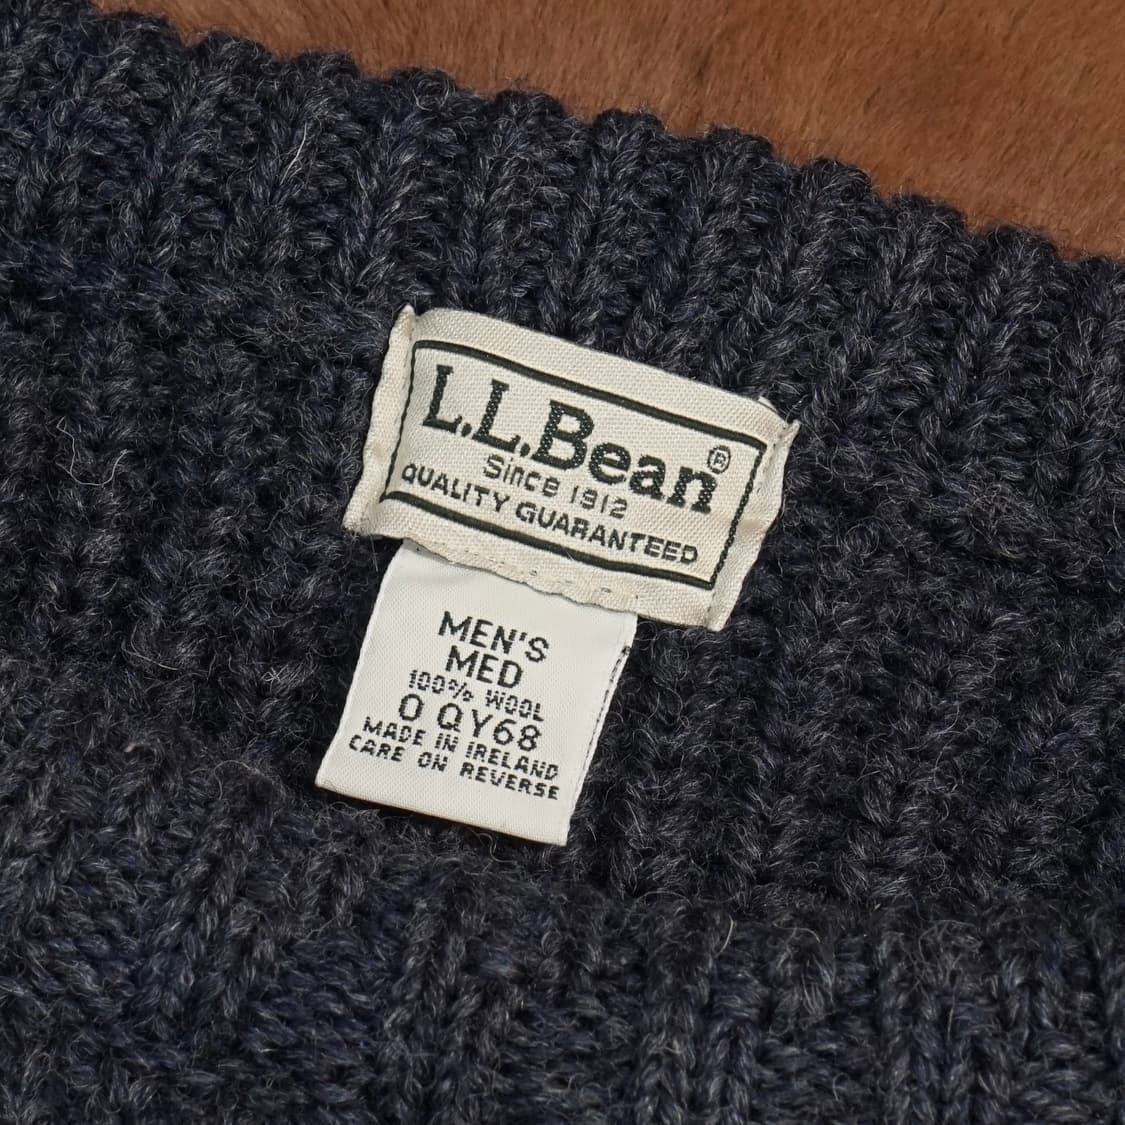 L.L.Bean®
Since 1912
QUALITY GUARANTEED
MEN'S
MED
100% WOOL
0 QY68
MADE IN IRELAND
CARE ON REVERSE